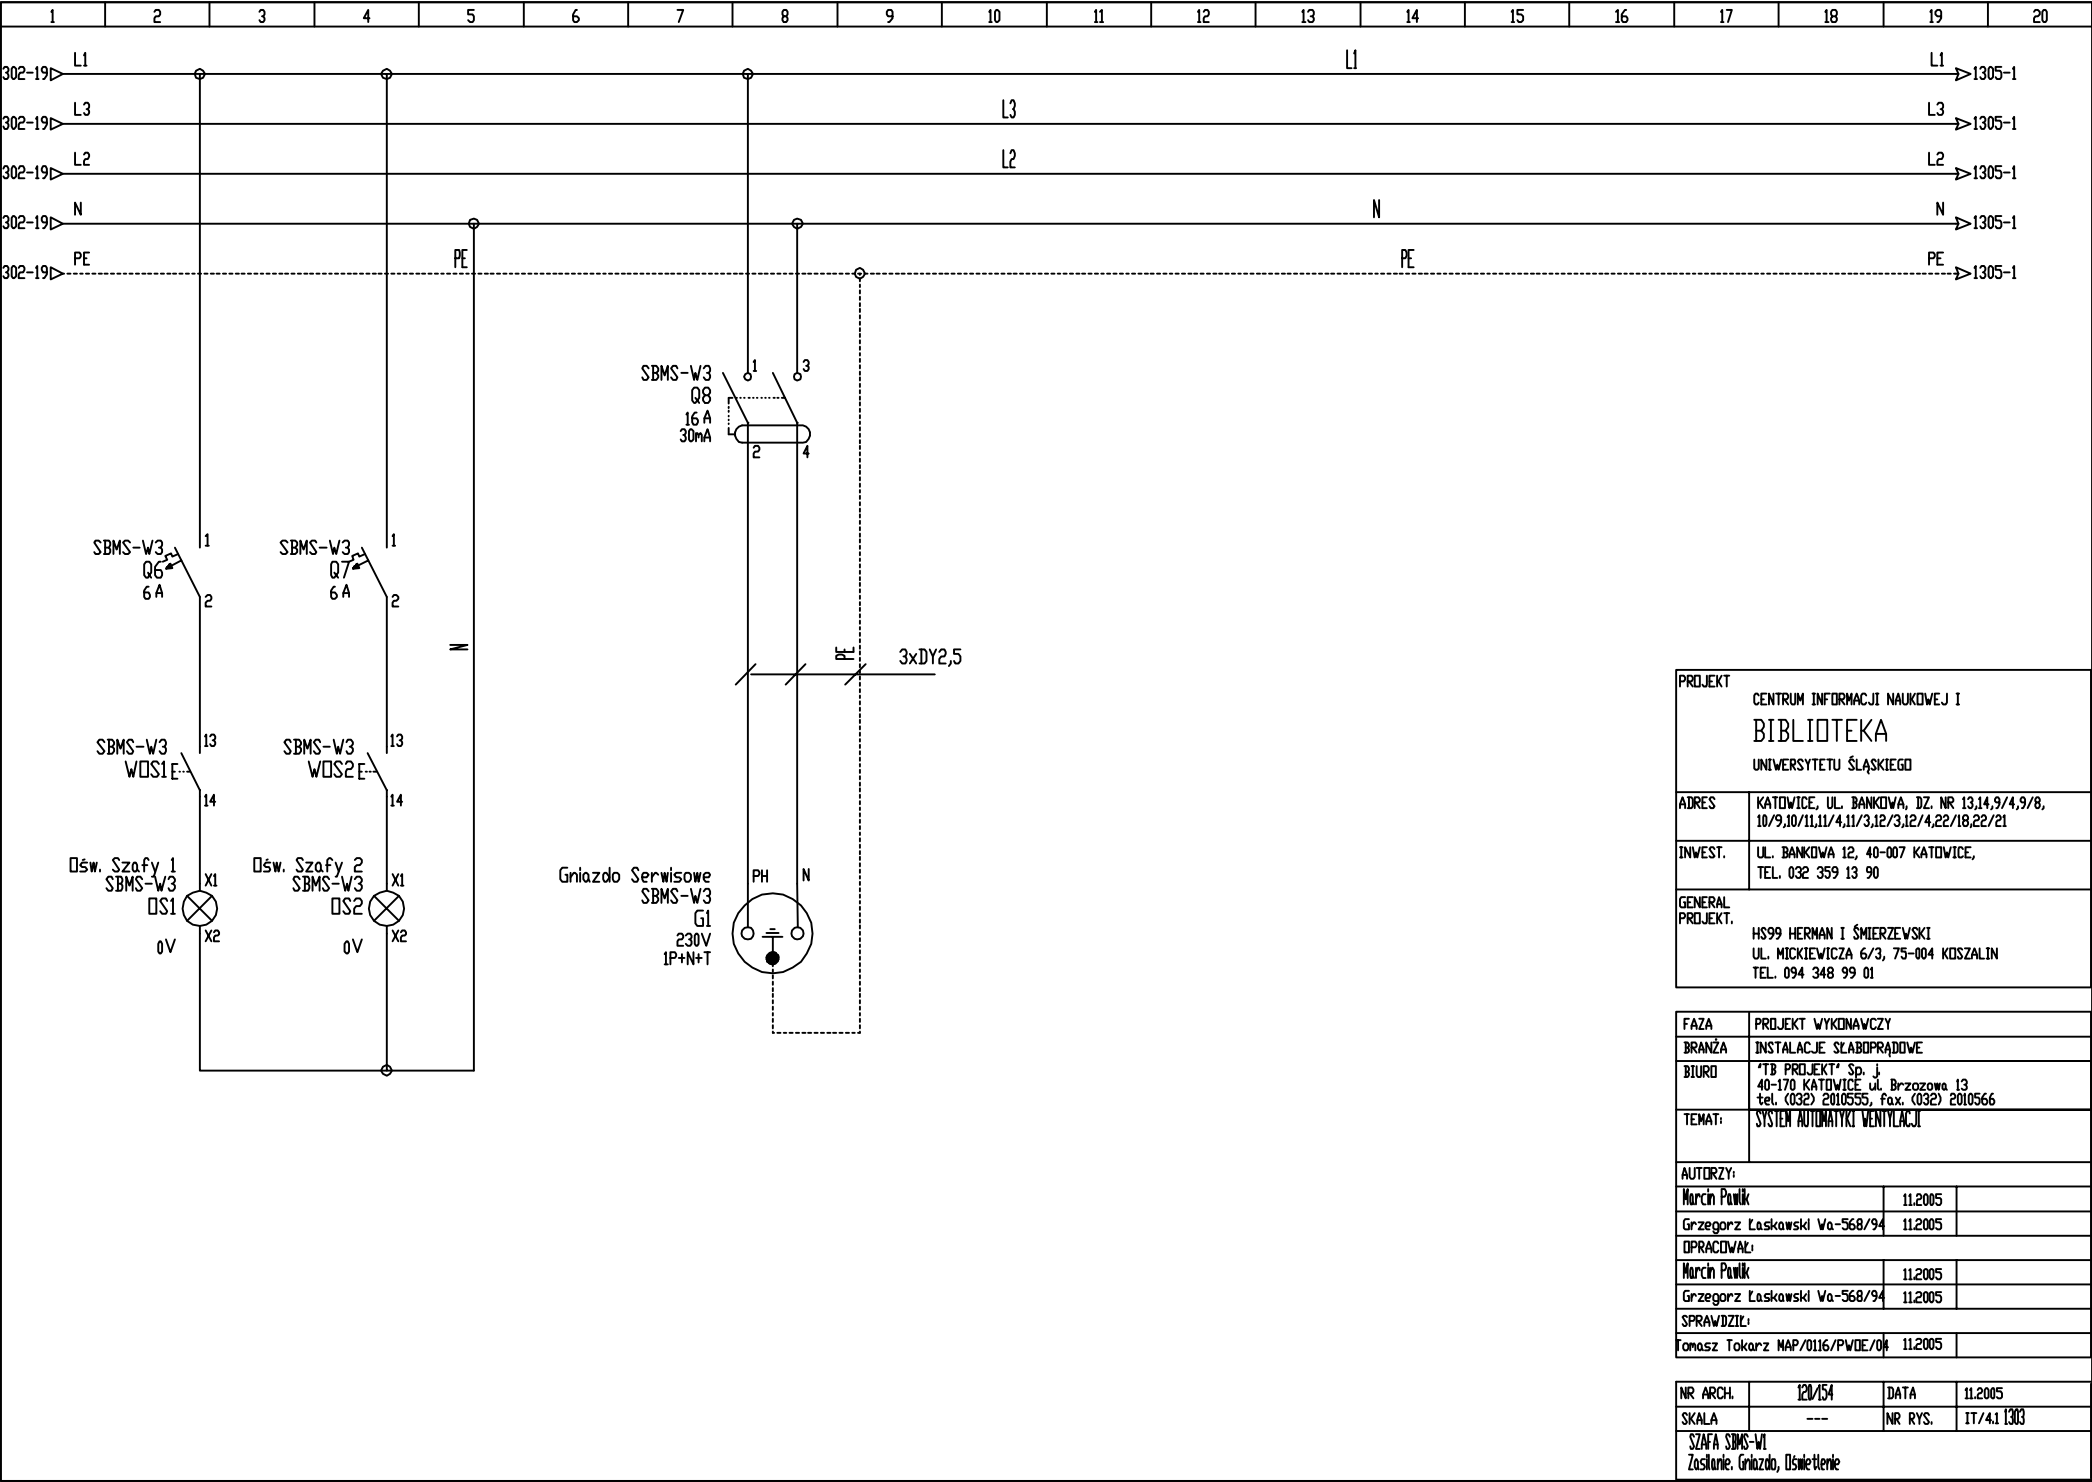 1 2 3 4 5 6 7 8 9 10 11 12 13 14 15 16 17 18 19 20
302-19 L1 L1 L1 1305-1
302-19 L3 L3 L3 1305-1
302-19 L2 L2 L2 1305-1
302-19 N N N 1305-1
302-19 PE PE PE PE 1305-1
SBMS-W3 1 3
Q8
16 A
30mA
2 4
SBMS-W3 1
Q6
6 A
2
SBMS-W3 1
Q7
6 A
2
N
PE 3xDY2,5
SBMS-W3 13
WOS1
14
SBMS-W3 13
WOS2
14
Ośw. Szafy 1
SBMS-W3 X1
OS1
X2
0V
Ośw. Szafy 2
SBMS-W3 X1
OS2
X2
0V
Gniazdo Serwisowe PH N
SBMS-W3
G1
230V
1P+N+T
PROJEKT
CENTRUM INFORMACJI NAUKOWEJ I
BIBLIOTEKA
UNIWERSYTETU ŚLĄSKIEGO
ADRES KATOWICE, UL. BANKOWA, DZ. NR 13,14,9/4,9/8,
10/9,10/11,11/4,11/3,12/3,12/4,22/18,22/21
INWEST. UL. BANKOWA 12, 40-007 KATOWICE,
TEL. 032 359 13 90
GENERAL
PROJEKT.
HS99 HERMAN I ŚMIERZEWSKI
UL. MICKIEWICZA 6/3, 75-004 KOSZALIN
TEL. 094 348 99 01
FAZA PROJEKT WYKONAWCZY
BRANŻA INSTALACJE SŁABOPRĄDOWE
BIURO "TB PROJEKT" Sp. j.
40-170 KATOWICE ul. Brzozowa 13
tel. (032) 2010555, fax. (032) 2010566
TEMAT: SYSTEM AUTOMATYKI WENTYLACJI
AUTORZY:
Marcin Pawlik 11.2005
Grzegorz Łaskawski Wa-568/94 11.2005
OPRACOWAŁ:
Marcin Pawlik 11.2005
Grzegorz Łaskawski Wa-568/94 11.2005
SPRAWDZIŁ:
Tomasz Tokarz MAP/0116/PWOE/04 11.2005
NR ARCH. 120/154 DATA 11.2005
SKALA --- NR RYS. IT/4.1 1303
SZAFA SBMS-W1
Zasilanie. Gniazdo, Oświetlenie